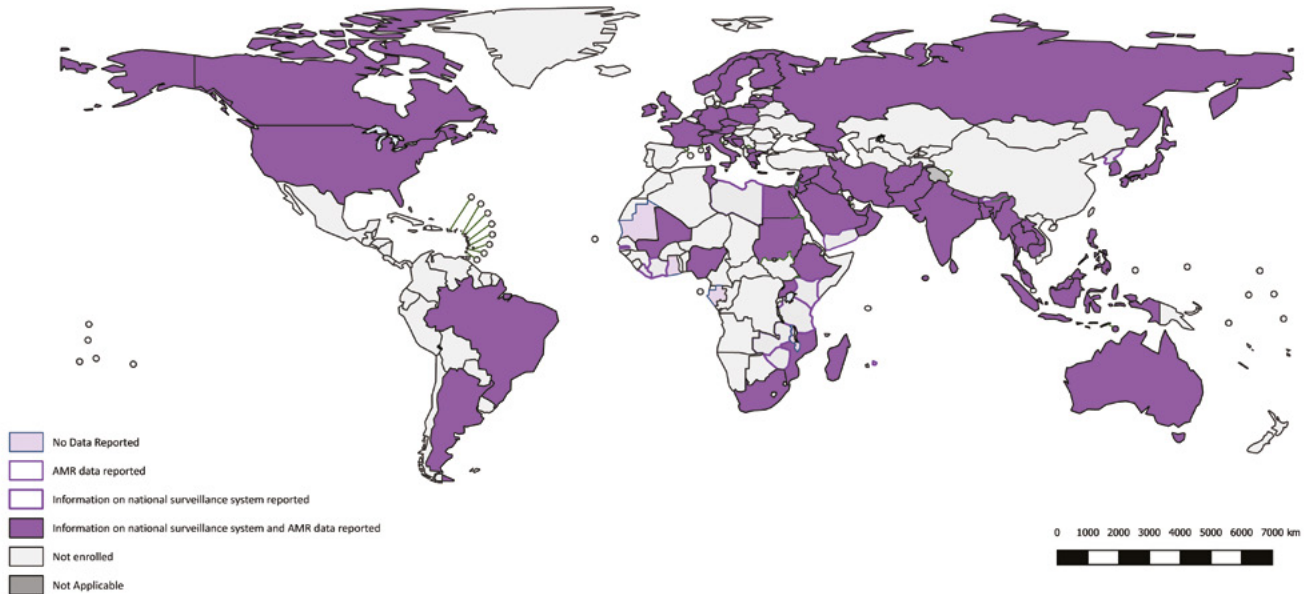 No Data Reported
AMR data reported
Information on national surveillance system reported
Information on national surveillance system and AMR data reported
Not enrolled
Not Applicable
0 1000 2000 3000 4000 5000 6000 7000 km